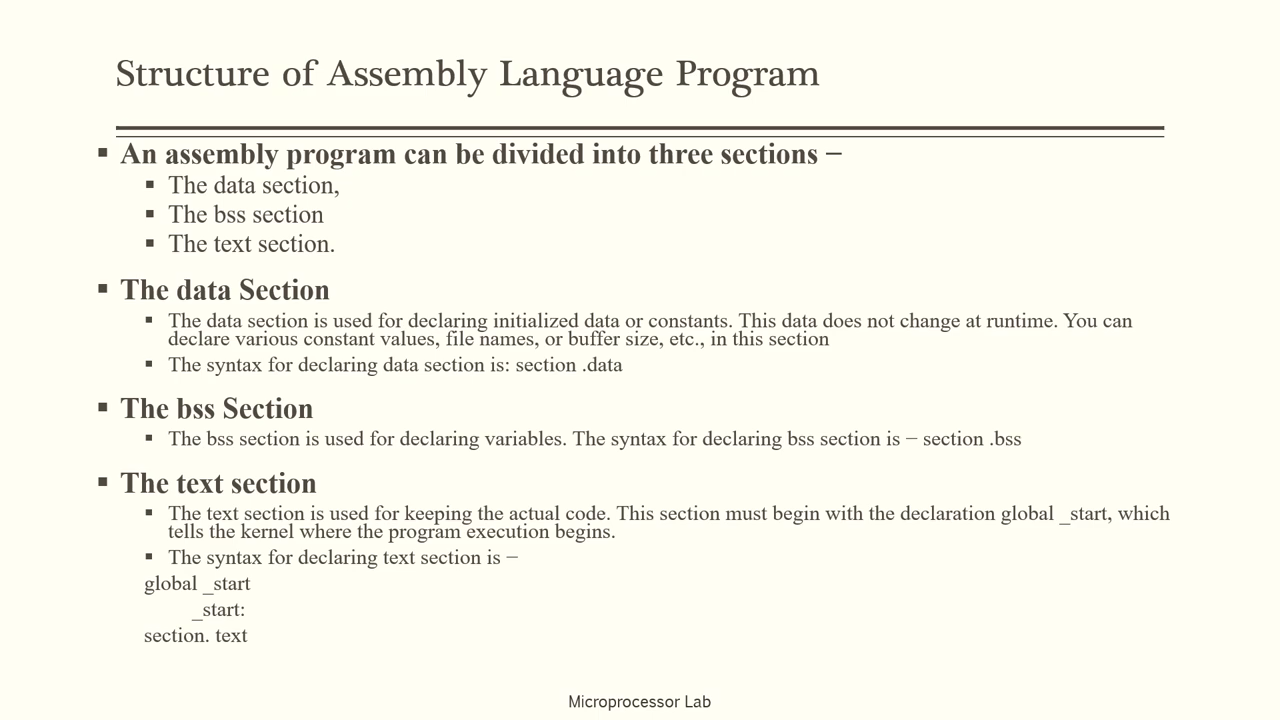 Structure of Assembly Language Program
▪ An assembly program can be divided into three sections −
▪ The data section,
▪ The bss section
▪ The text section.
▪ The data Section
▪ The data section is used for declaring initialized data or constants. This data does not change at runtime. You can
declare various constant values, file names, or buffer size, etc., in this section
▪ The syntax for declaring data section is: section .data
▪ The bss Section
▪ The bss section is used for declaring variables. The syntax for declaring bss section is − section .bss
▪ The text section
▪ The text section is used for keeping the actual code. This section must begin with the declaration global _start, which
tells the kernel where the program execution begins.
▪ The syntax for declaring text section is −
global _start
_start:
section. text
Microprocessor Lab